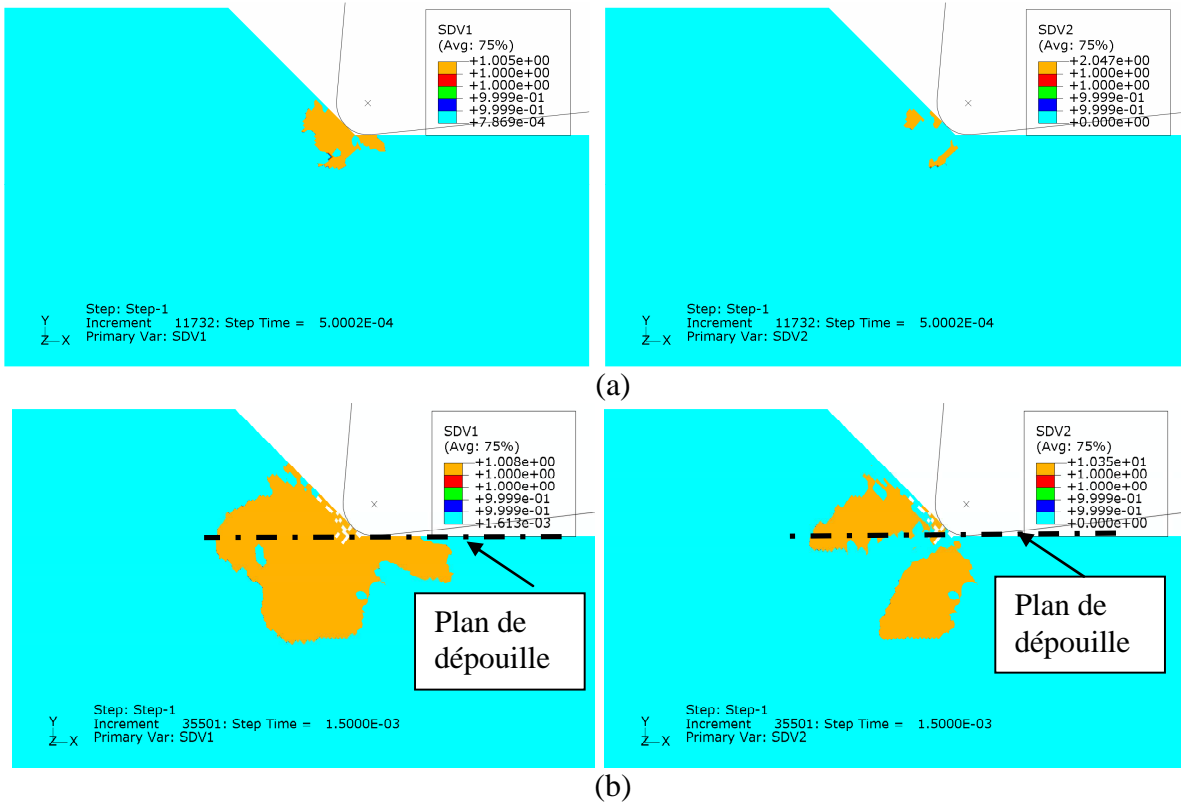 SDV1
(Avg: 75%)
+1.005e+00
+1.000e+00
+1.000e+00
+9.999e-01
+9.999e-01
+7.869e-04
Y
Z X
Step: Step-1
Increment 11732: Step Time = 5.0002E-04
Primary Var: SDV1
SDV2
(Avg: 75%)
+2.047e+00
+1.000e+00
+1.000e+00
+9.999e-01
+9.999e-01
+0.000e+00
Y
Z X
Step: Step-1
Increment 11732: Step Time = 5.0002E-04
Primary Var: SDV2
(a)
SDV1
(Avg: 75%)
+1.008e+00
+1.000e+00
+1.000e+00
+9.999e-01
+9.999e-01
+1.613e-03
Plan de
dépouille
Y
Z X
Step: Step-1
Increment 35501: Step Time = 1.5000E-03
Primary Var: SDV1
SDV2
(Avg: 75%)
+1.035e+01
+1.000e+00
+1.000e+00
+9.999e-01
+9.999e-01
+0.000e+00
Plan de
dépouille
Y
Z X
Step: Step-1
Increment 35501: Step Time = 1.5000E-03
Primary Var: SDV2
(b)